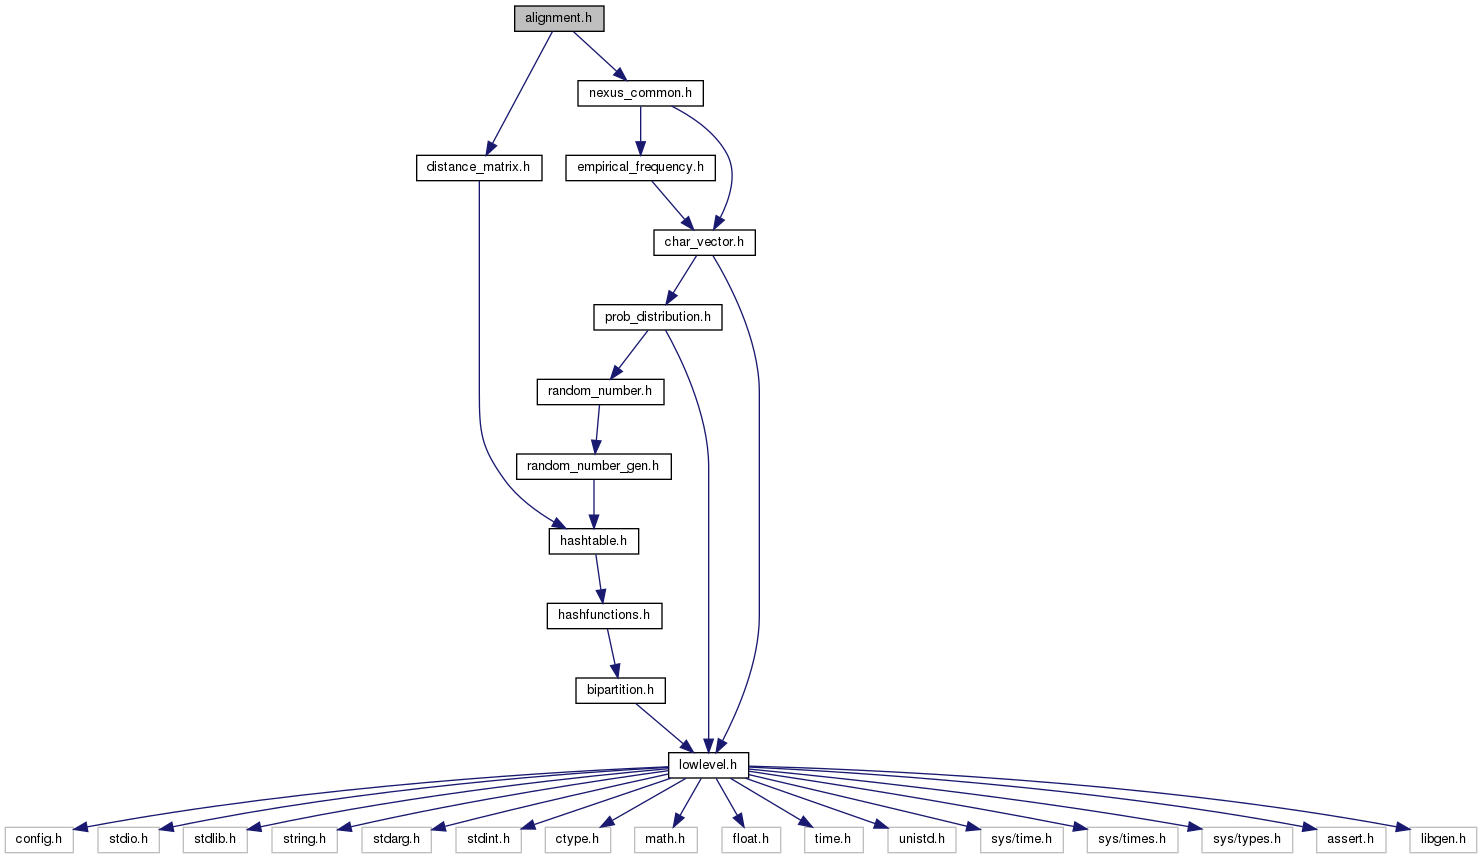 alignment.h
nexus_common.h
distance_matrix.h
empirical_frequency.h
char_vector.h
prob_distribution.h
random_number.h
random_number_gen.h
hashtable.h
hashfunctions.h
bipartition.h
lowlevel.h
config.h
stdio.h
stdlib.h
string.h
stdarg.h
stdint.h
ctype.h
math.h
float.h
time.h
unistd.h
sys/time.h
sys/times.h
sys/types.h
assert.h
libgen.h